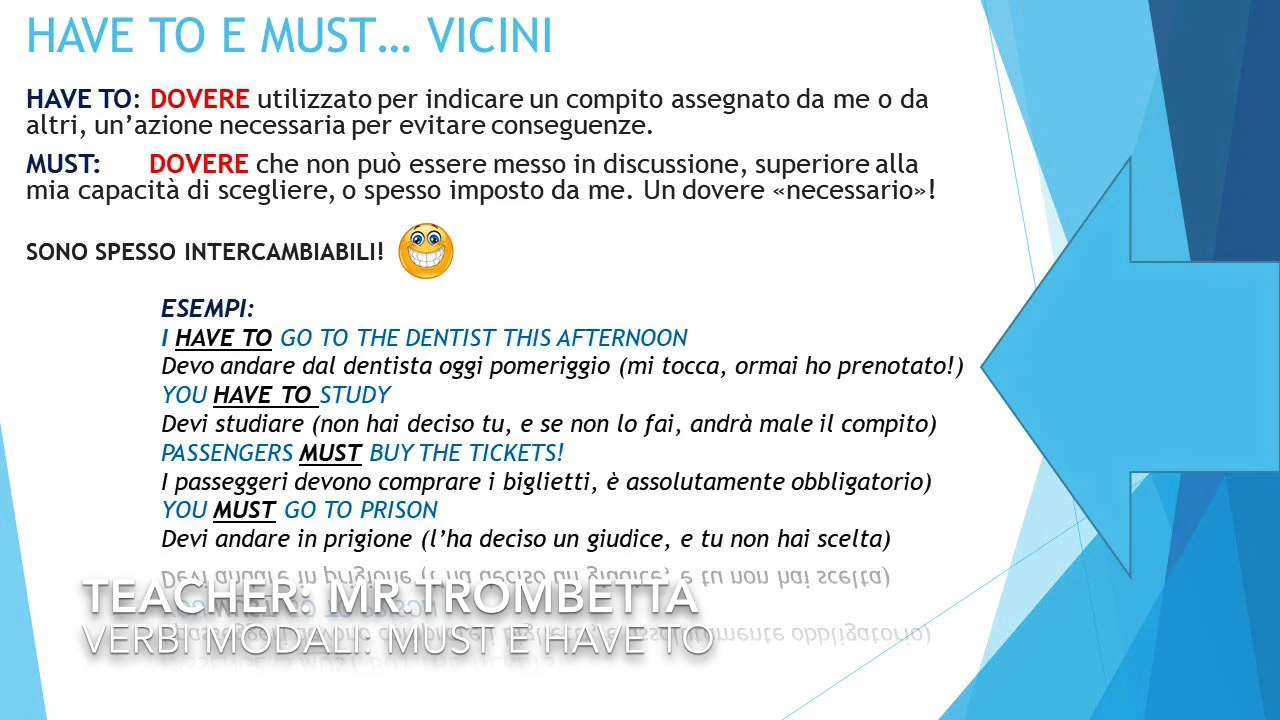 HAVE TO E MUST… VICINI
HAVE TO: DOVERE utilizzato per indicare un compito assegnato da me o da
altri, un’azione necessaria per evitare conseguenze.
MUST: DOVERE che non può essere messo in discussione, superiore alla
mia capacità di scegliere, o spesso imposto da me. Un dovere «necessario»!
SONO SPESSO INTERCAMBIABILI!
ESEMPI:
I HAVE TO GO TO THE DENTIST THIS AFTERNOON
Devo andare dal dentista oggi pomeriggio (mi tocca, ormai ho prenotato!)
YOU HAVE TO STUDY
Devi studiare (non hai deciso tu, e se non lo fai, andrà male il compito)
PASSENGERS MUST BUY THE TICKETS!
I passeggeri devono comprare i biglietti, è assolutamente obbligatorio)
YOU MUST GO TO PRISON
Devi andare in prigione (l’ha deciso un giudice, e tu non hai scelta)
TEACHER: MR TROMBETTA
VERBI MODALI: MUST E HAVE TO